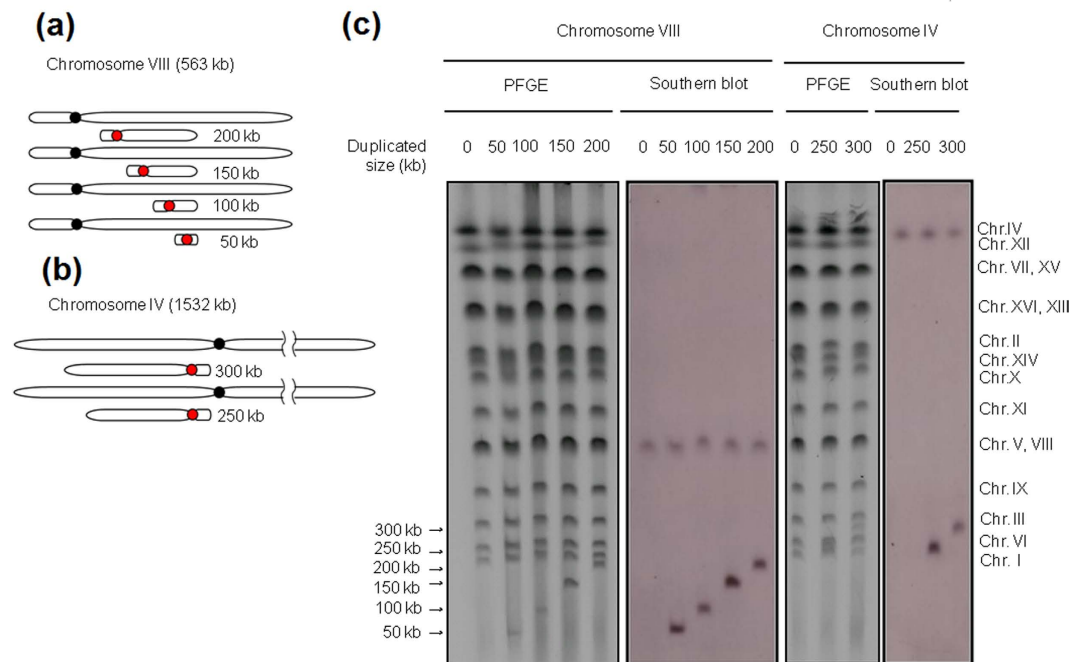 (a)
Chromosome VIII (563 kb)
200 kb
150 kb
100 kb
50 kb
(b)
Chromosome IV (1532 kb)
300 kb
250 kb
(c)
Chromosome VIII
Chromosome IV
PFGE
Southern blot
PFGE
Southern blot
Duplicated size (kb)
0 50 100 150 200
0 50 100 150 200
0 250 300
0 250 300
Chr.IV
Chr.XII
Chr. VII, XV
Chr. XVI, XIII
Chr. II
Chr. XIV
Chr.X
Chr. XI
Chr. V, VIII
Chr. IX
Chr. III
Chr. VI
Chr. I
300 kb →
250 kb →
200 kb →
150 kb →
100 kb →
50 kb →